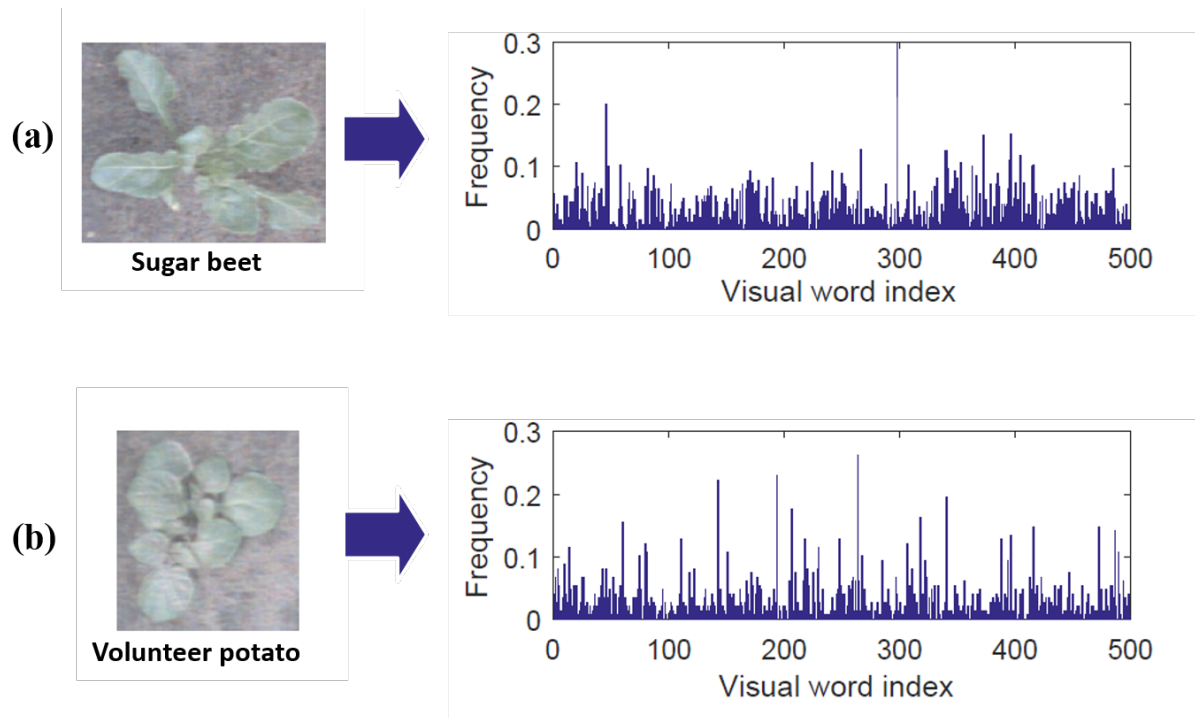 (a)
Sugar beet
Frequency
0.3
0.2
0.1
0
0 100 200 300 400 500
Visual word index
(b)
Volunteer potato
Frequency
0.3
0.2
0.1
0
0 100 200 300 400 500
Visual word index